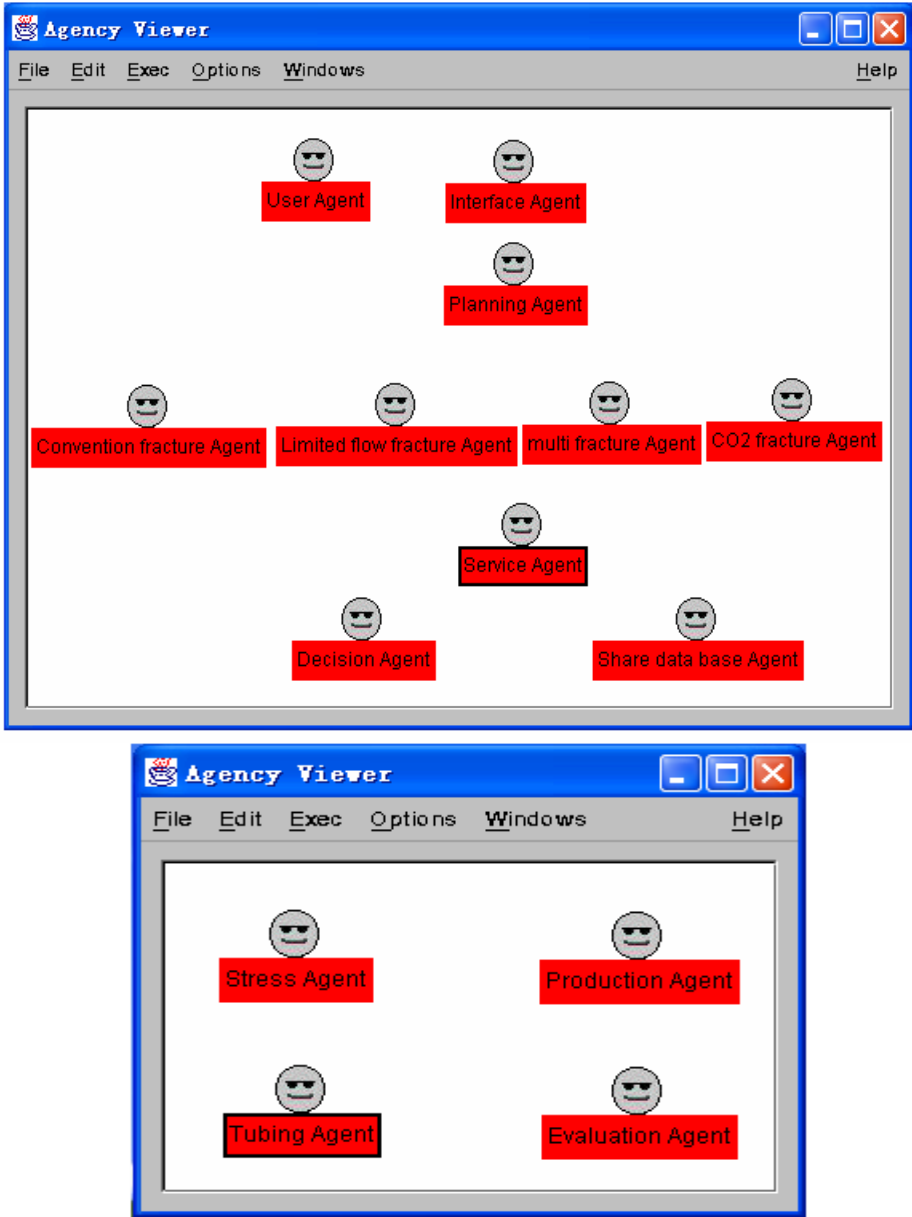 Agency Viewer
File Edit Exec Options Windows Help
User Agent Interface Agent
Planning Agent
Convention fracture Agent Limited flow fracture Agent multi fracture Agent CO2 fracture Agent
Service Agent
Decision Agent Share data base Agent
Agency Viewer
File Edit Exec Options Windows Help
Stress Agent Production Agent
Tubing Agent Evaluation Agent